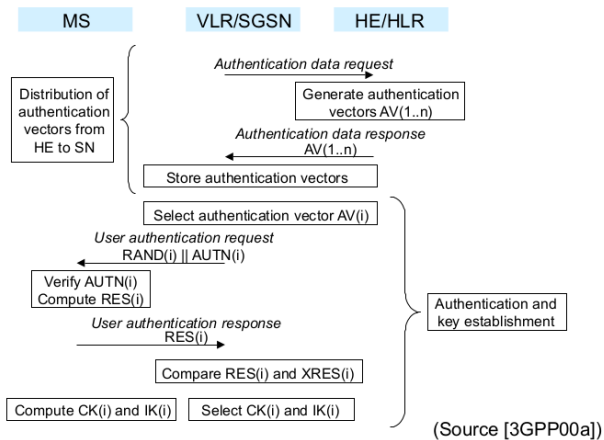 MS
VLR/SGSN
HE/HLR
Authentication data request
Distribution of
authentication
vectors from
HE to SN
Generate authentication
vectors AV(1..n)
Authentication data response
AV(1..n)
Store authentication vectors
Select authentication vector AV(i)
User authentication request
RAND(i) || AUTN(i)
Verify AUTN(i)
Compute RES(i)
Authentication and
key establishment
User authentication response
RES(i)
Compare RES(i) and XRES(i)
Compute CK(i) and IK(i)
Select CK(i) and IK(i)
(Source [3GPP00a])